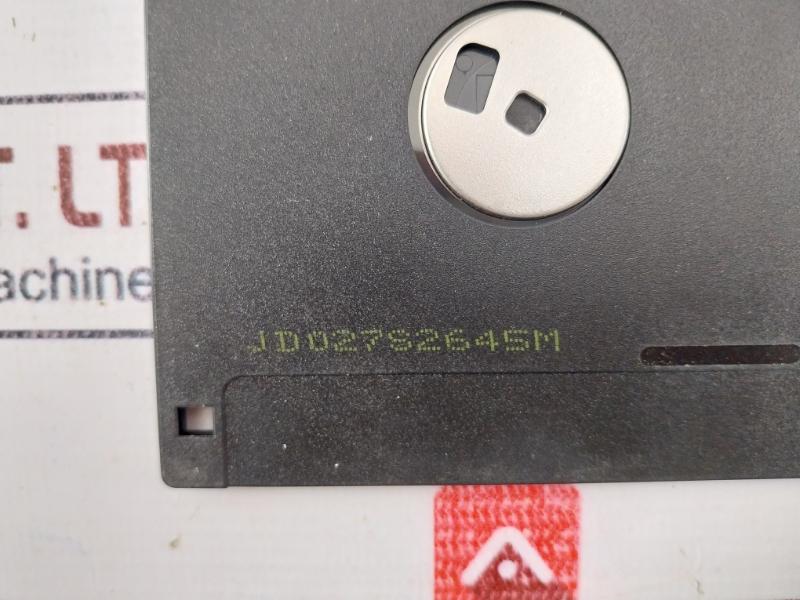 T. LT
achine
JD027S2645M